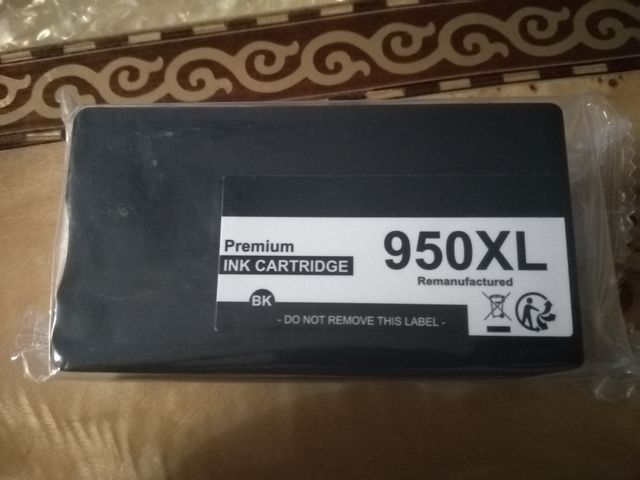 Premium
INK CARTRIDGE
950XL
Remanufactured
BK
- DO NOT REMOVE THIS LABEL -